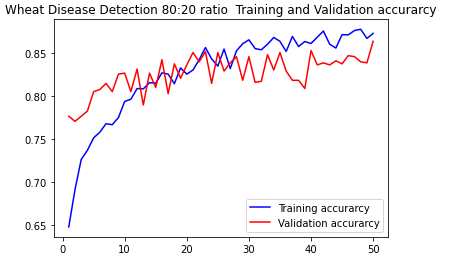 Wheat Disease Detection 80:20 ratio  Training and Validation accurarcy
0.85
0.80
0.75
0.70
0.65
Training accurarcy
Validation accurarcy
0 10 20 30 40 50